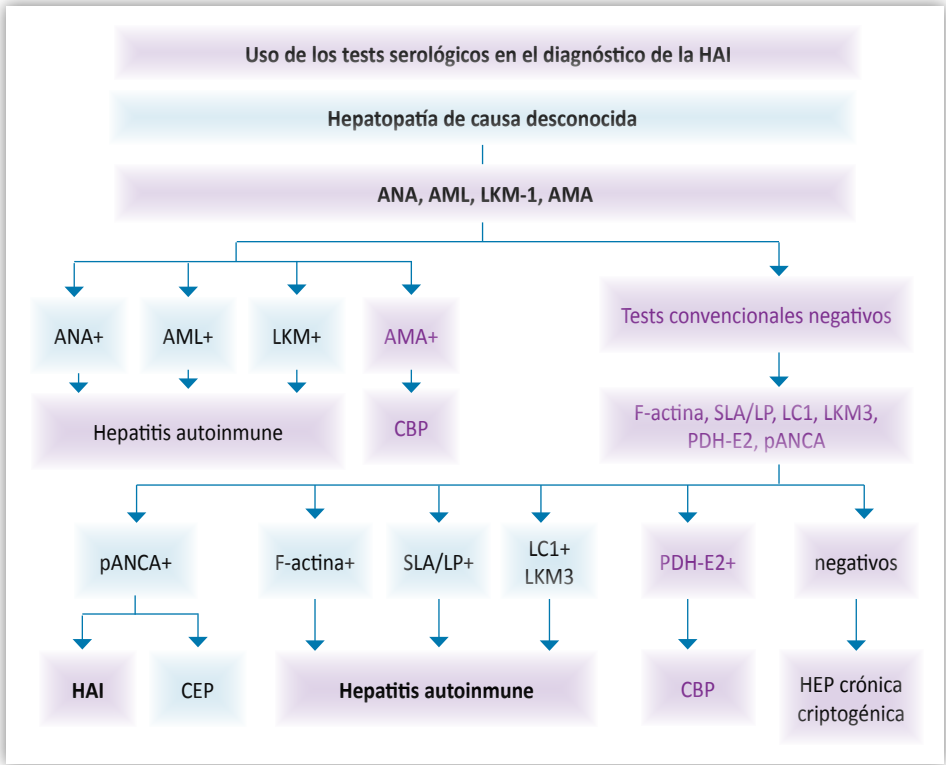 Uso de los tests serológicos en el diagnóstico de la HAI
Hepatopatía de causa desconocida
ANA, AML, LKM-1, AMA
ANA+
AML+
LKM+
AMA+
Tests convencionales negativos
Hepatitis autoinmune
CBP
F-actina, SLA/LP, LC1, LKM3,
PDH-E2, pANCA
pANCA+
F-actina+
SLA/LP+
LC1+
LKM3
PDH-E2+
negativos
HAI
CEP
Hepatitis autoinmune
CBP
HEP crónica
criptogénica